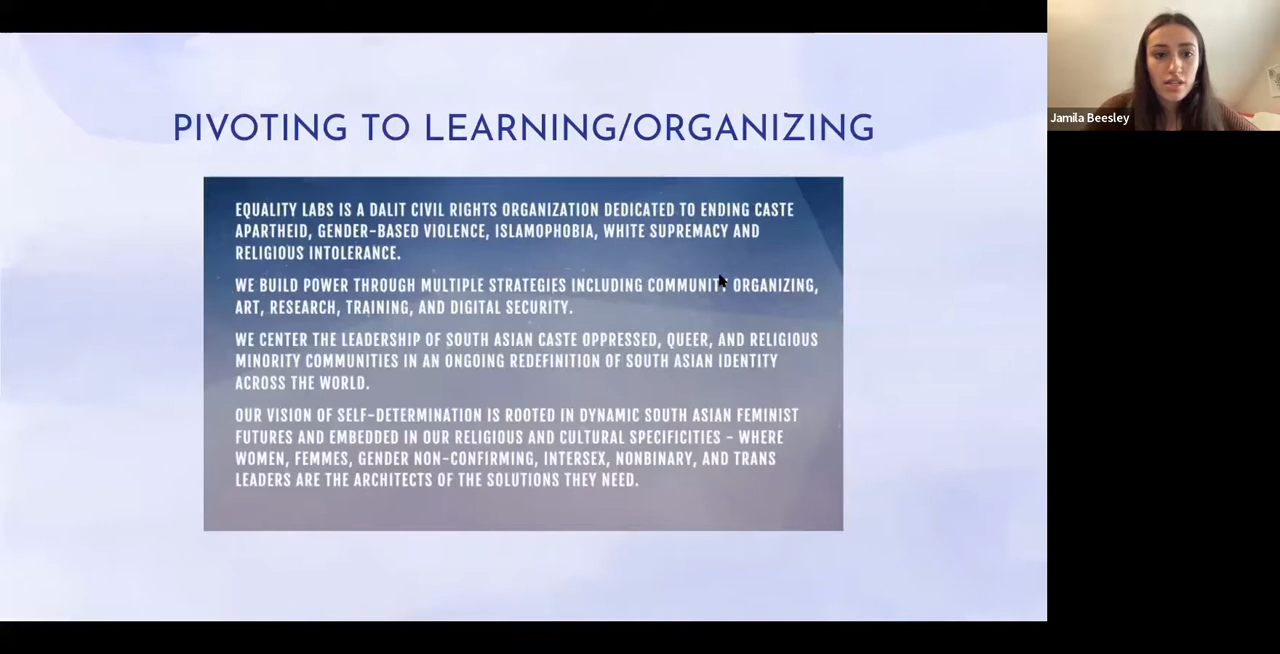 PIVOTING TO LEARNING/ORGANIZING
EQUALITY LABS IS A DALIT CIVIL RIGHTS ORGANIZATION DEDICATED TO ENDING CASTE
APARTHEID, GENDER-BASED VIOLENCE, ISLAMOPHOBIA, WHITE SUPREMACY AND
RELIGIOUS INTOLERANCE.
WE BUILD POWER THROUGH MULTIPLE STRATEGIES INCLUDING COMMUNITY ORGANIZING,
ART, RESEARCH, TRAINING, AND DIGITAL SECURITY.
WE CENTER THE LEADERSHIP OF SOUTH ASIAN CASTE OPPRESSED, QUEER, AND RELIGIOUS
MINORITY COMMUNITIES IN AN ONGOING REDEFINITION OF SOUTH ASIAN IDENTITY
ACROSS THE WORLD.
OUR VISION OF SELF-DETERMINATION IS ROOTED IN DYNAMIC SOUTH ASIAN FEMINIST
FUTURES AND EMBEDDED IN OUR RELIGIOUS AND CULTURAL SPECIFICITIES – WHERE
WOMEN, FEMMES, GENDER NON-CONFIRMING, INTERSEX, NONBINARY, AND TRANS
LEADERS ARE THE ARCHITECTS OF THE SOLUTIONS THEY NEED.
Jamila Beesley